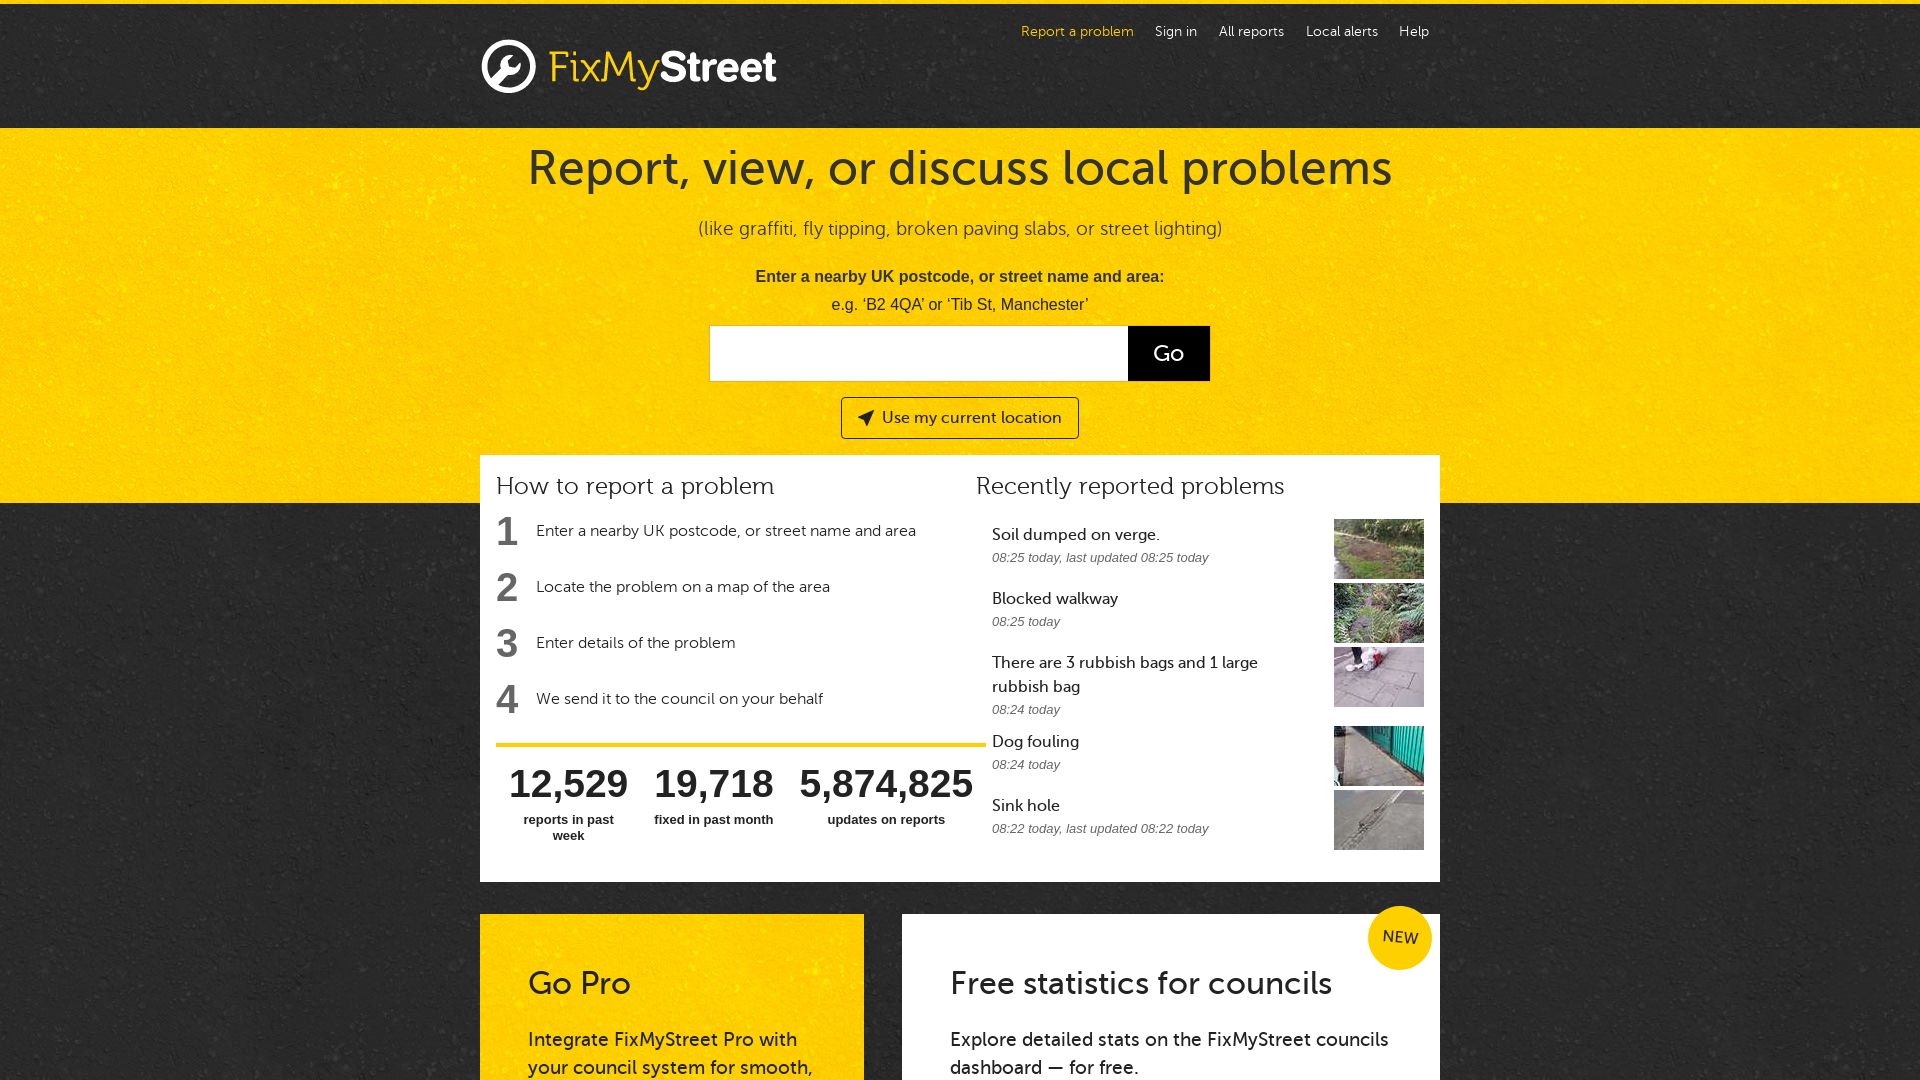 Report a problem
Sign in
All reports
Local alerts
Help
FixMyStreet
Report, view, or discuss local problems
(like graffiti, fly tipping, broken paving slabs, or street lighting)
Enter a nearby UK postcode, or street name and area:
e.g. ‘B2 4QA’ or ‘Tib St, Manchester’
Go
Use my current location
How to report a problem
1 Enter a nearby UK postcode, or street name and area
2 Locate the problem on a map of the area
3 Enter details of the problem
4 We send it to the council on your behalf
12,529
reports in past
week
19,718
fixed in past month
5,874,825
updates on reports
Recently reported problems
Soil dumped on verge.
08:25 today, last updated 08:25 today
Blocked walkway
08:25 today
There are 3 rubbish bags and 1 large
rubbish bag
08:24 today
Dog fouling
08:24 today
Sink hole
08:22 today, last updated 08:22 today
Go Pro
Integrate FixMyStreet Pro with
your council system for smooth,
NEW
Free statistics for councils
Explore detailed stats on the FixMyStreet councils
dashboard — for free.